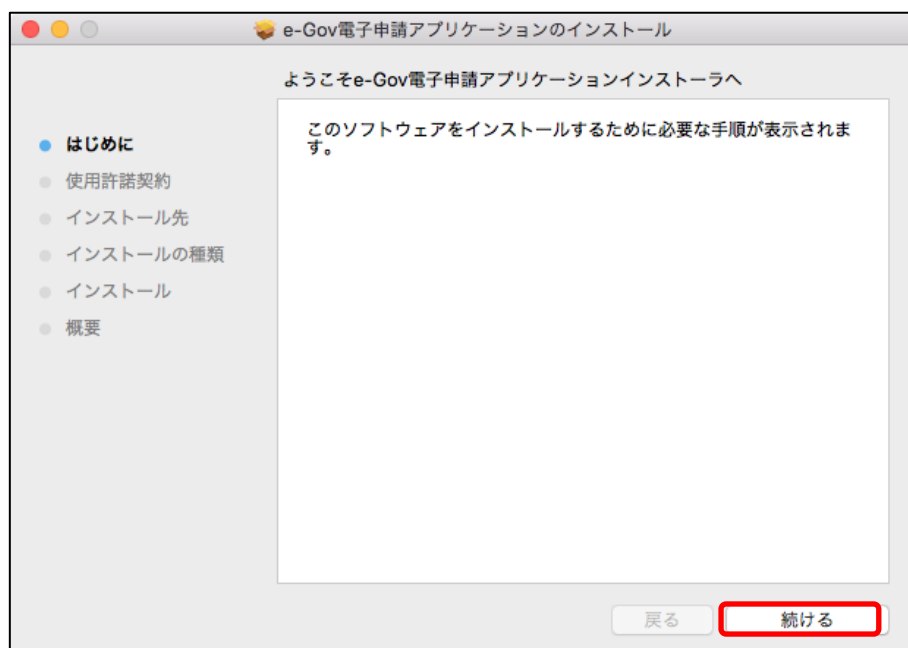 e-Gov電子申請アプリケーションのインストール
ようこそe-Gov電子申請アプリケーションインストーラへ
はじめに
使用許諾契約
インストール先
インストールの種類
インストール
概要
このソフトウェアをインストールするために必要な手順が表示されま
す。
戻る
続ける